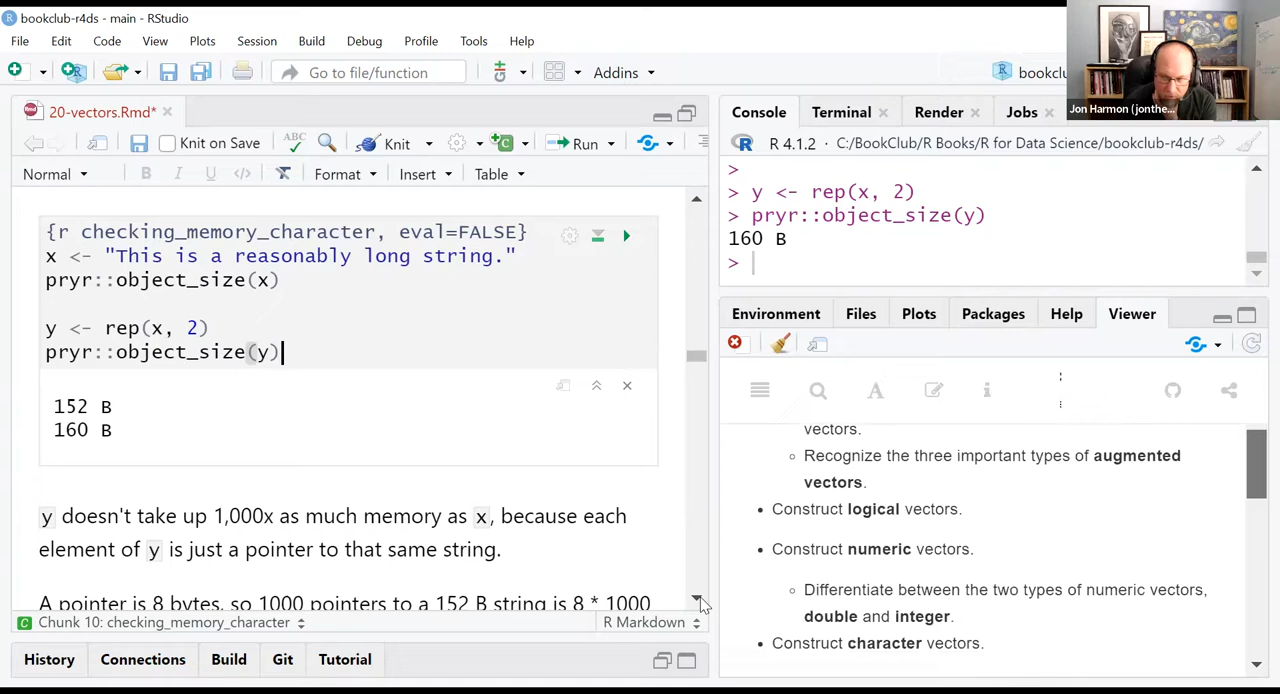 bookclub-r4ds - main - RStudio
File Edit Code View Plots Session Build Debug Profile Tools Help
Go to file/function
Addins
Jon Harmon (jonthe...
20-vectors.Rmd*
Knit on Save
ABC
Knit
Run
Normal
B I U </>
Format
Insert
Table
{r checking_memory_character, eval=FALSE}
x <- "This is a reasonably long string."
pryr::object_size(x)
y <- rep(x, 2)
pryr::object_size(y)
152 B
160 B
y doesn't take up 1,000x as much memory as x, because each
element of y is just a pointer to that same string.
A pointer is 8 bytes, so 1000 pointers to a 152 B string is 8 * 1000
Chunk 10: checking_memory_character
R Markdown
History Connections Build Git Tutorial
Console Terminal Render Jobs
R 4.1.2 · C:/BookClub/R Books/R for Data Science/bookclub-r4ds/
>
> y <- rep(x, 2)
> pryr::object_size(y)
160 B
>
Environment Files Plots Packages Help Viewer
vectors.
Recognize the three important types of augmented
vectors.
Construct logical vectors.
Construct numeric vectors.
Differentiate between the two types of numeric vectors,
double and integer.
Construct character vectors.